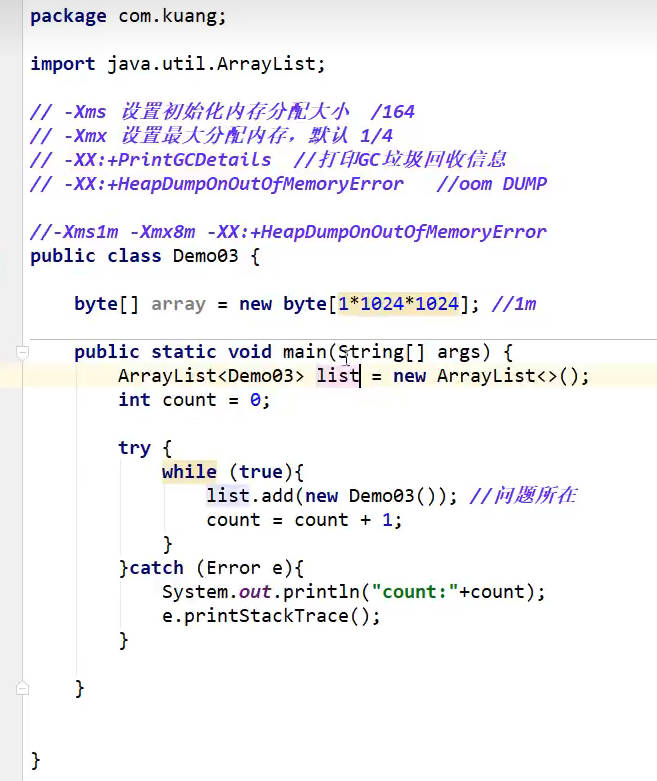 package com.kuang;
import java.util.ArrayList;
// -Xms 设置初始化内存分配大小 /164
// -Xmx 设置最大分配内存，默认 1/4
// -XX:+PrintGCDetails //打印GC垃圾回收信息
// -XX:+HeapDumpOnOutOfMemoryError //oom DUMP
//-Xms1m -Xmx8m -XX:+HeapDumpOnOutOfMemoryError
public class Demo03 {
byte[] array = new byte[1*1024*1024]; //1m
public static void main(String[] args) {
ArrayList<Demo03> list = new ArrayList<>();
int count = 0;
try {
while (true){
list.add(new Demo03()); //问题所在
count = count + 1;
}
}catch (Error e){
System.out.println("count:"+count);
e.printStackTrace();
}
}
}